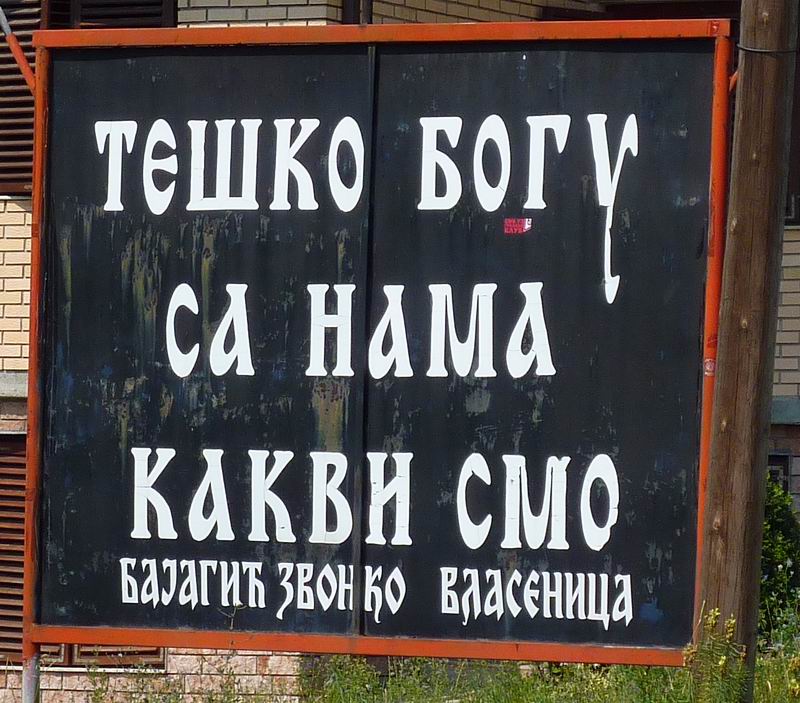 ТЕШКО БОГУ
СА НАМА
КАКВИ СМО
БАЈАГИЋ ЗВОНКО ВЛАСЕНИЦА